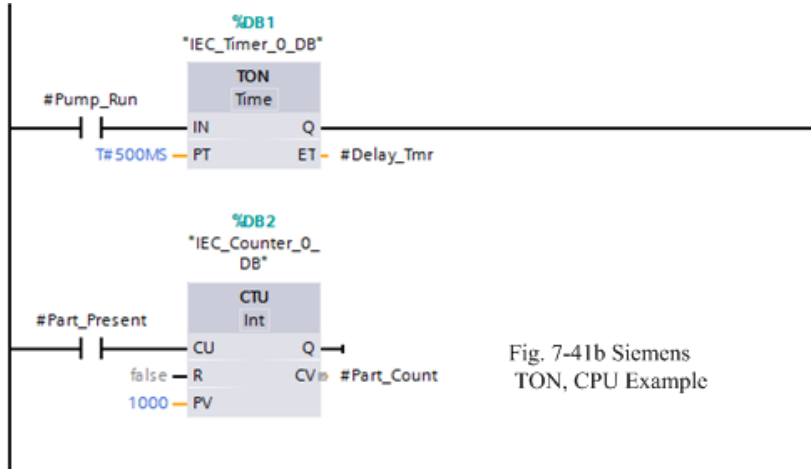 %DB1
"IEC_Timer_0_DB"
TON
Time
#Pump_Run
IN Q
T#500MS PT ET #Delay_Tmr
%DB2
"IEC_Counter_0_
DB"
CTU
Int
#Part_Present
CU Q
false R CV #Part_Count
1000 PV
Fig. 7-41b Siemens
TON, CPU Example